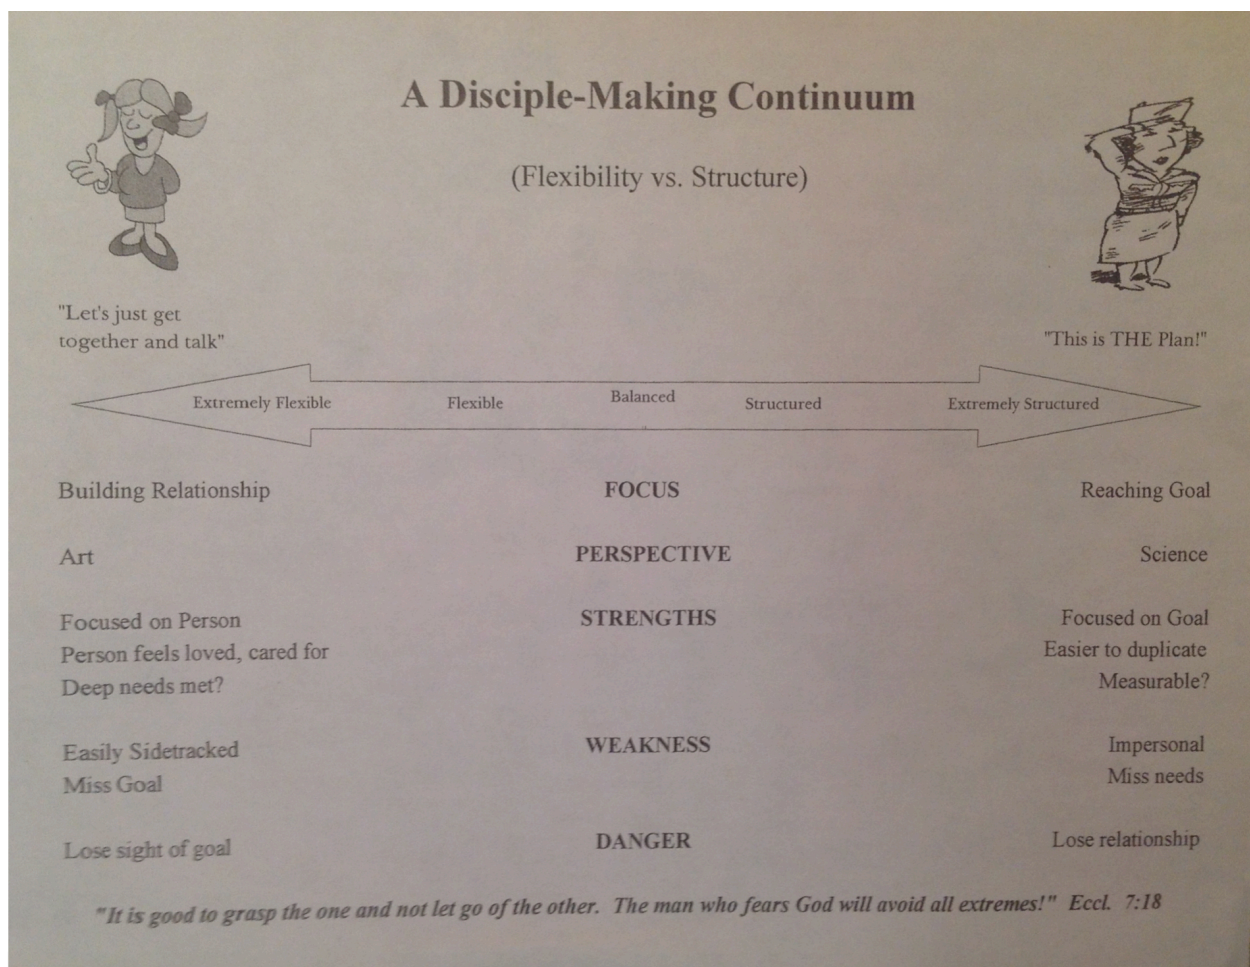 A Disciple-Making Continuum
(Flexibility vs. Structure)
"Let's just get
together and talk"
"This is THE Plan!"
Extremely Flexible Flexible Balanced Structured Extremely Structured
Building Relationship FOCUS Reaching Goal
Art PERSPECTIVE Science
Focused on Person STRENGTHS Focused on Goal
Person feels loved, cared for Easier to duplicate
Deep needs met? Measurable?
Easily Sidetracked WEAKNESS Impersonal
Miss Goal Miss needs
Lose sight of goal DANGER Lose relationship
"It is good to grasp the one and not let go of the other. The man who fears God will avoid all extremes!" Eccl. 7:18